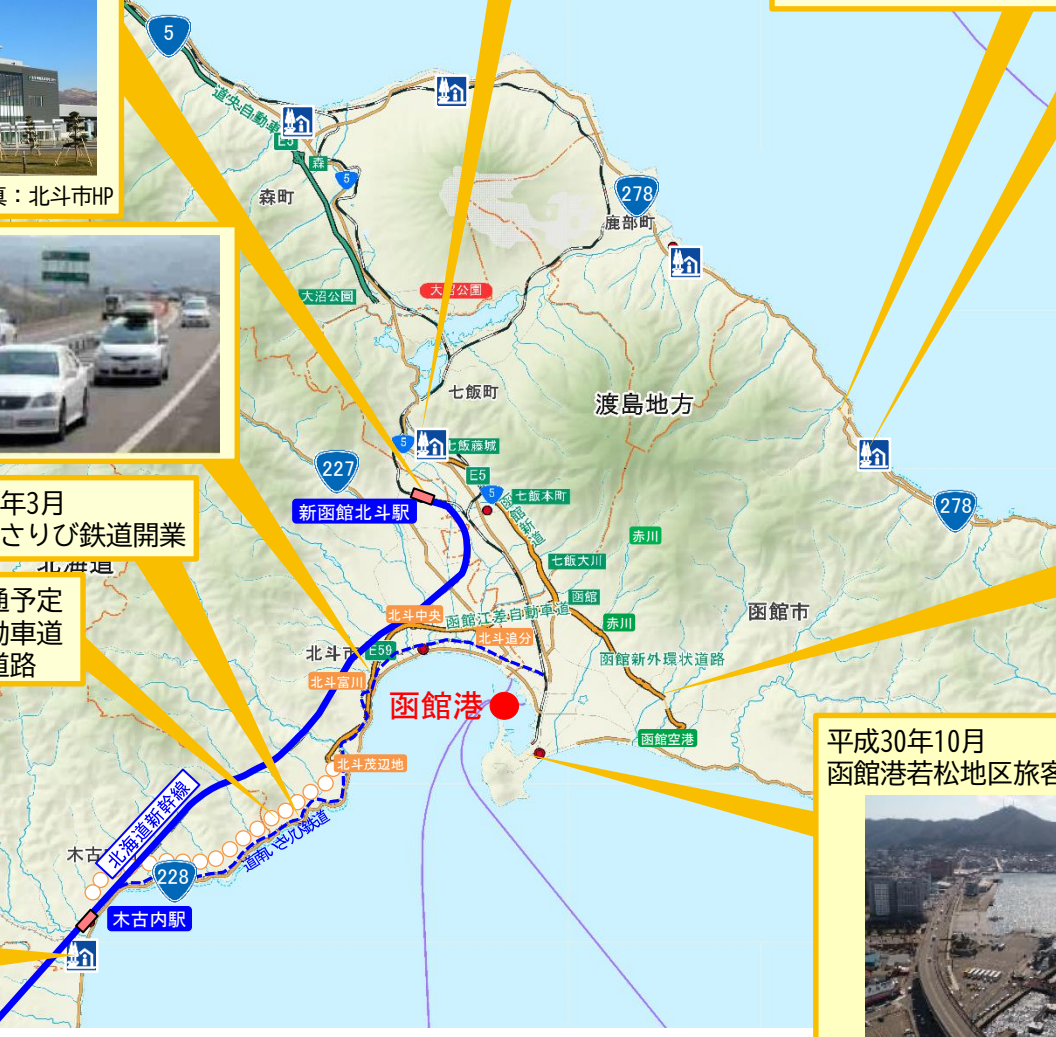 5
道央自動車
E5
森
5
森町
：北斗市HP
278
鹿部町
大沼公園
大沼公園
七飯町
渡島地方
5
七飯藤城
227
E5
5
七飯本町
新函館北斗駅
函館新道
278
年3月
さりび鉄道開業
北海道
赤川
七飯大川
通予定
動車道
道路
函館
北斗中央
函館江差自動車道
函館市
赤川
北斗追分
北斗市
E59
函館新外環状道路
北斗富川
函館港
函館空港
平成30年10月
函館港若松地区旅客
北斗茂辺地
北海道新幹線
道南いさりび鉄道
木古
228
木古内駅